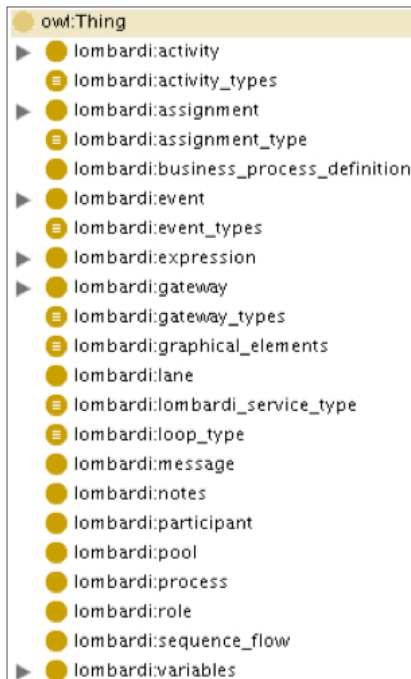 owl:Thing
lombardi:activity
lombardi:activity_types
lombardi:assignment
lombardi:assignment_type
lombardi:business_process_definition
lombardi:event
lombardi:event_types
lombardi:expression
lombardi:gateway
lombardi:gateway_types
lombardi:graphical_elements
lombardi:lane
lombardi:lombardi_service_type
lombardi:loop_type
lombardi:message
lombardi:notes
lombardi:participant
lombardi:pool
lombardi:process
lombardi:role
lombardi:sequence_flow
lombardi:variables